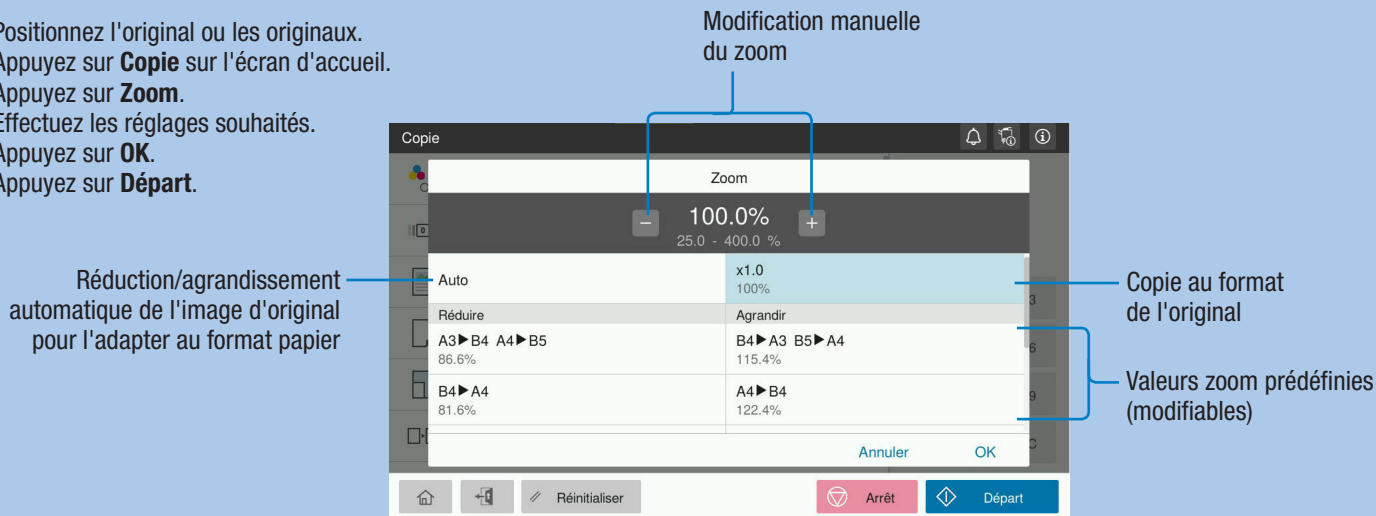 Positionnez l'original ou les originaux.
Appuyez sur Copie sur l'écran d'accueil.
Appuyez sur Zoom.
Effectuez les réglages souhaités.
Appuyez sur OK.
Appuyez sur Départ.
Modification manuelle
du zoom
Copie
Zoom
- 100.0% +
25.0 - 400.0 %
Réduction/agrandissement
automatique de l'image d'original
pour l'adapter au format papier
Auto
x1.0
100%
Copie au format
de l'original
Réduire
Agrandir
A3▶B4 A4▶B5
86.6%
B4▶A3 B5▶A4
115.4%
B4▶A4
81.6%
A4▶B4
122.4%
Valeurs zoom prédéfinies
(modifiables)
Annuler
OK
Réinitialiser
Arrêt
Départ
3
6
9
C
0